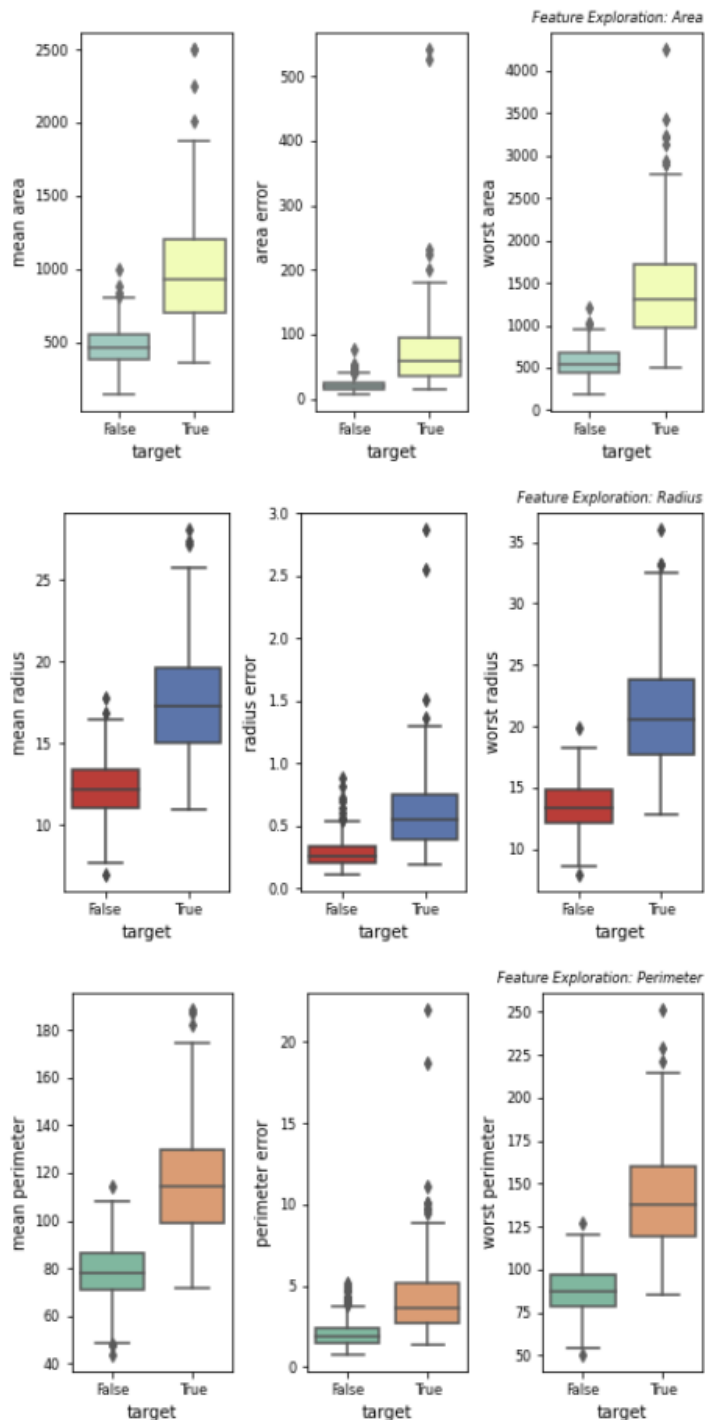 Feature Exploration: Area
2500
2000
1500
1000
500
mean area
False
True
target
500
400
300
200
100
0
area error
False
True
target
4000
3500
3000
2500
2000
1500
1000
500
0
worst area
False
True
target
Feature Exploration: Radius
25
20
15
10
mean radius
False
True
target
3.0
2.5
2.0
1.5
1.0
0.5
0.0
radius error
False
True
target
35
30
25
20
15
10
worst radius
False
True
target
Feature Exploration: Perimeter
180
160
140
120
100
80
60
40
mean perimeter
False
True
target
20
15
10
5
0
perimeter error
False
True
target
250
225
200
175
150
125
100
75
50
worst perimeter
False
True
target